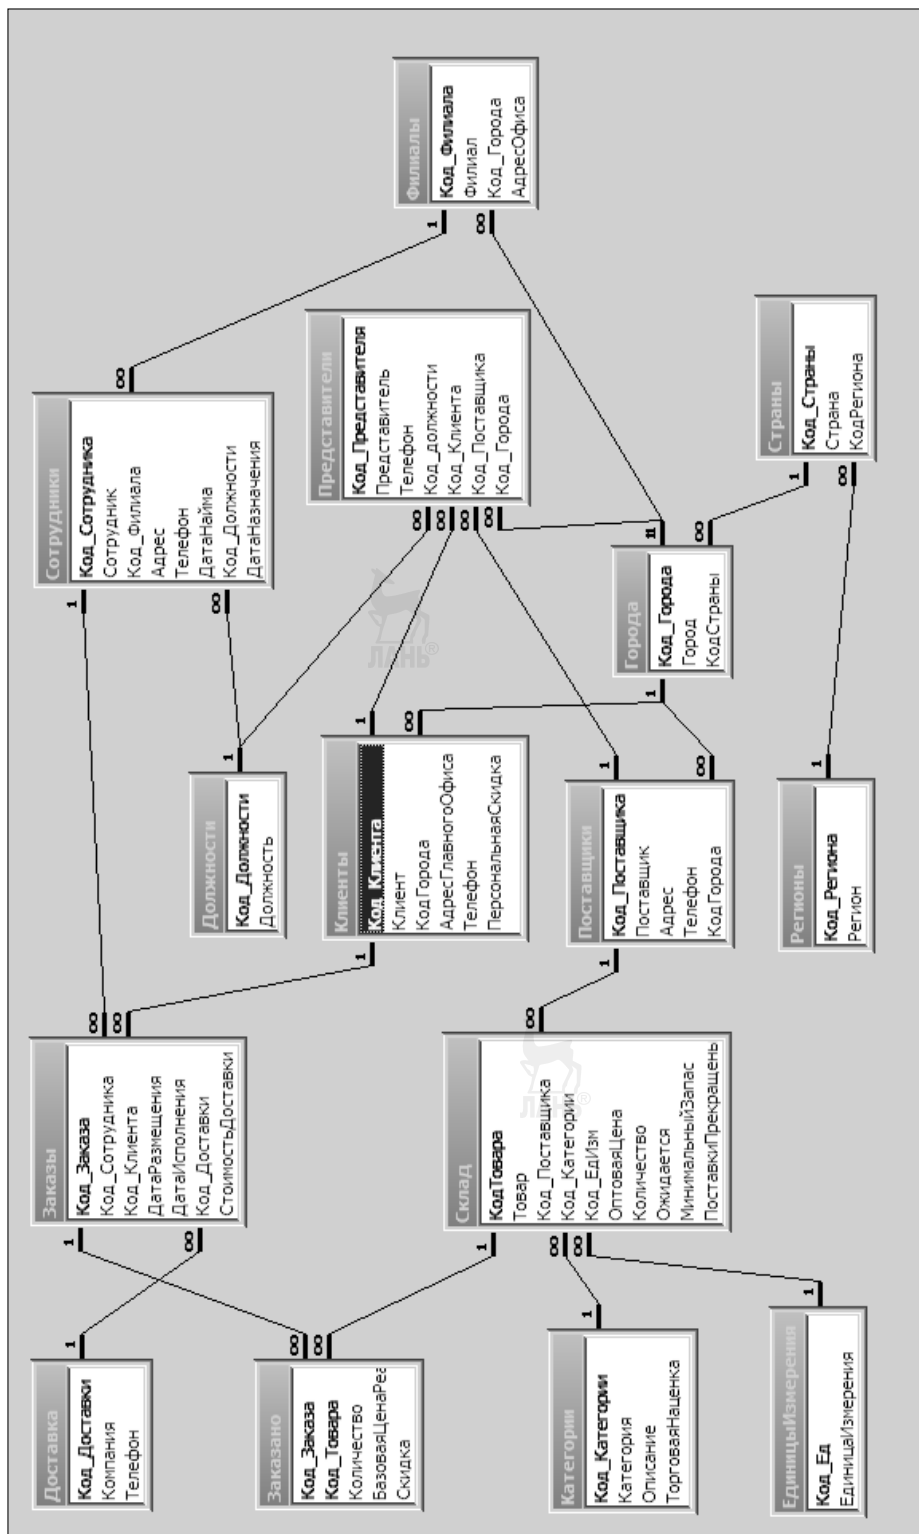 Доставка
Код_Доставки
Компания
Телефон
Заказы
Код_Заказа
Код_Сотрудника
Код_Клиента
ДатаРазмещения
ДатаИсполнения
Код_Доставки
СтоимостьДоставки
Сотрудники
Код_Сотрудника
Сотрудник
Код_Филиала
Адрес
Телефон
ДатаНайма
Код_Должности
ДатаНазначения
Должности
Код_Должности
Должность
Заказано
Код_Заказа
Код_Товара
Количество
БазоваяЦенаРеа
Скидка
Клиенты
Код_Клиента
Клиент
КодГорода
АдресГлавногоОфиса
Телефон
ПерсональнаяСкидка
Представители
Код_Представителя
Представитель
Телефон
Код_должности
Код_Клиента
Код_Поставщика
Код_Города
Филиалы
Код_Филиала
Филиал
Код_Города
АдресОфиса
Склад
КодТовара
Товар
Код_Поставщика
Код_Категории
Код_ЕдИзм
ОптоваяЦена
Количество
Ожидается
МинимальныйЗапас
ПоставкиПрекращень
Категории
Код_Категории
Категория
Описание
ТорговаяНаценка
Поставщики
Код_Поставщика
Поставщик
Адрес
Телефон
КодГорода
Города
Код_Города
Город
КодСтраны
Страны
Код_Страны
Страна
КодРегиона
ЕдиницыИзмерения
Код_Ед
ЕдиницаИзмерения
Регионы
Код_Региона
Регион
ЛАНЬ®
ЛАНЬ®